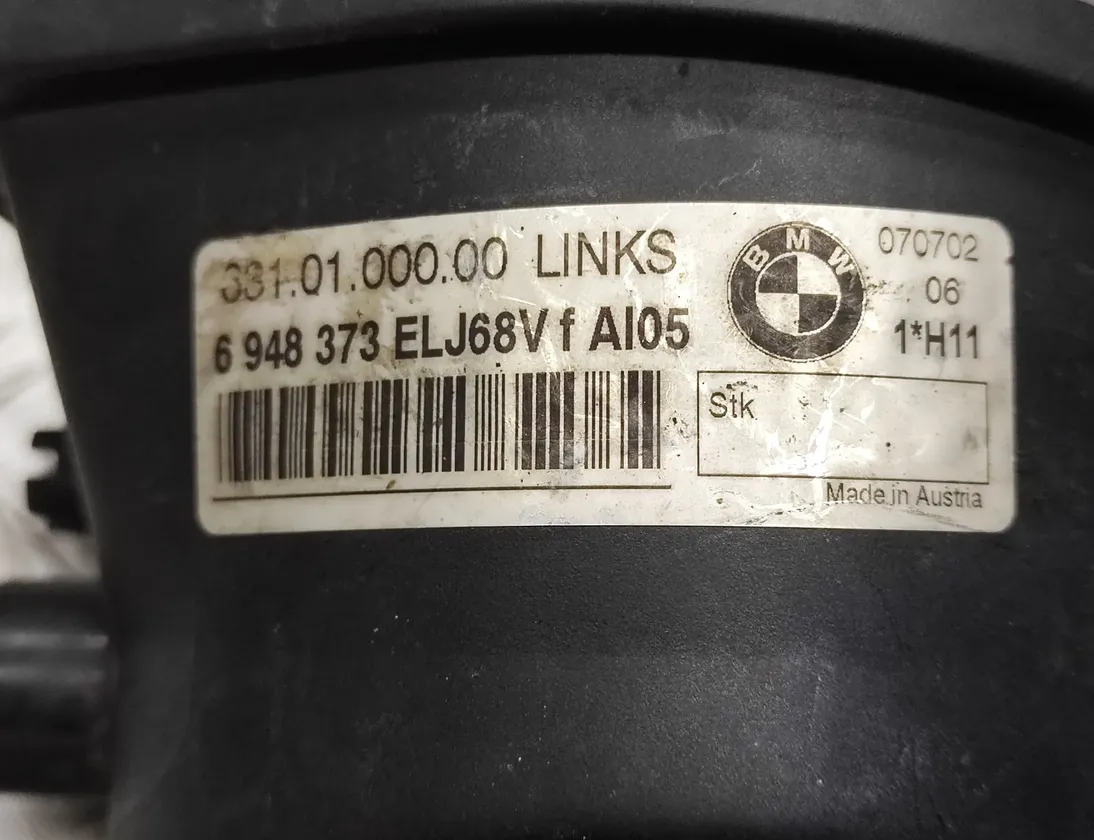 331.01.000.00 LINKS
6 948 373 ELJ68V f AI05
BMW
070702
06
1*H11
Stk
Made in Austria